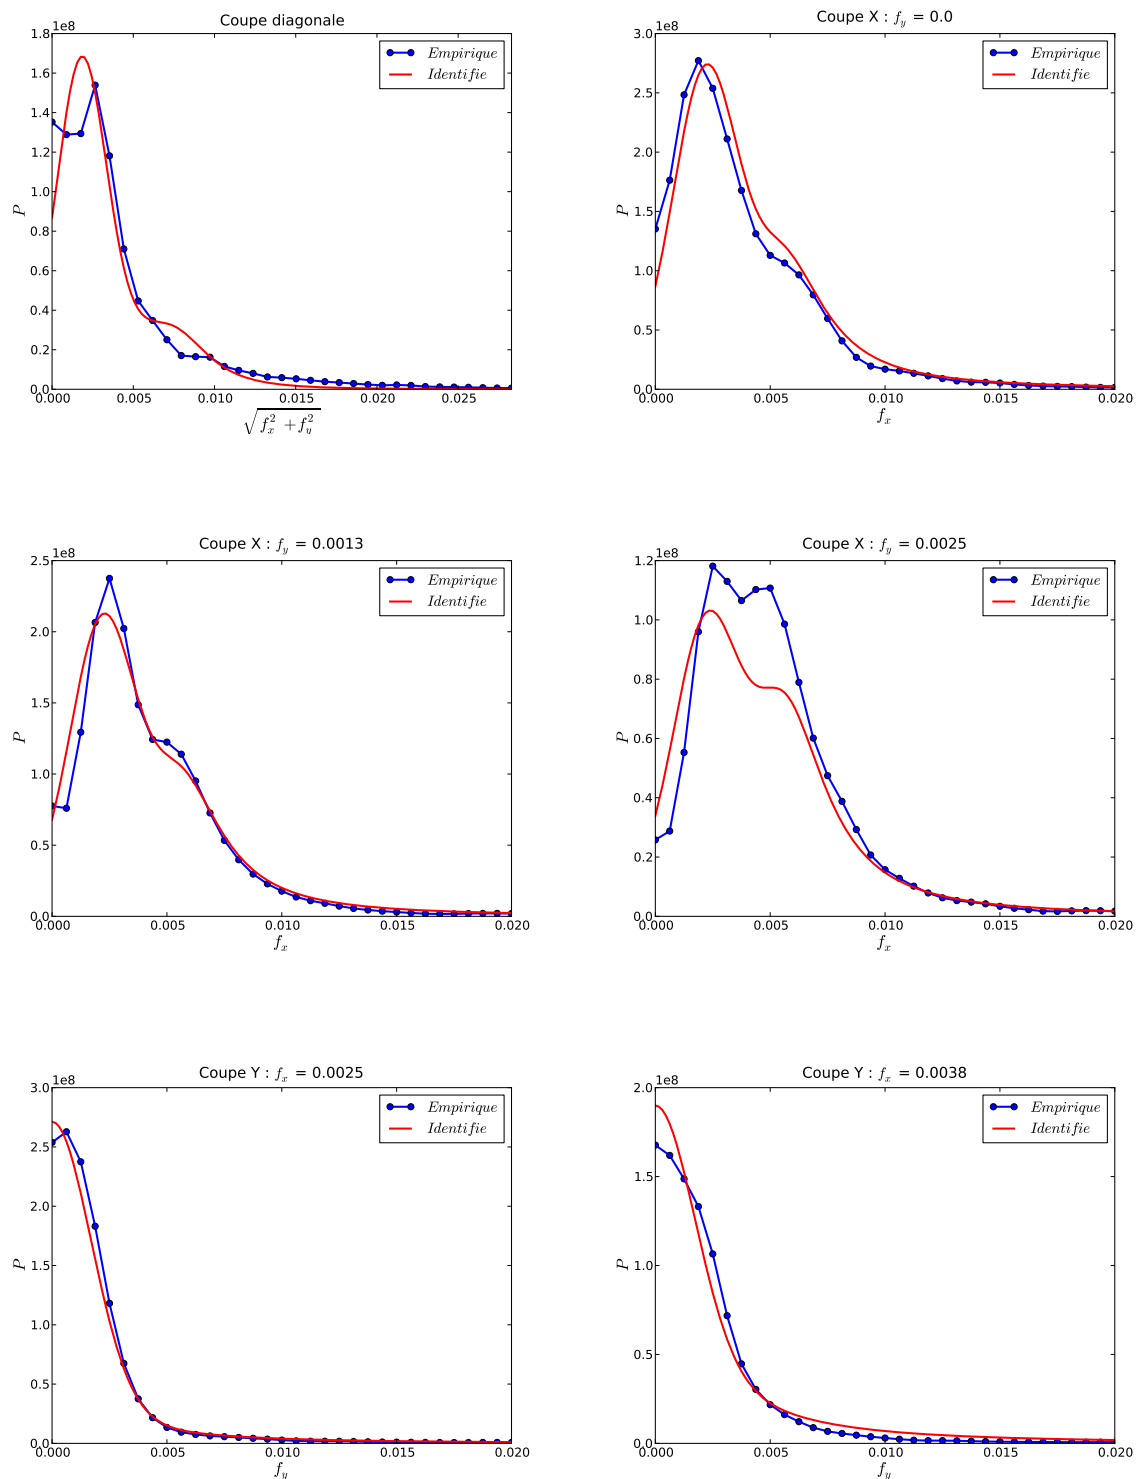 Coupe diagonale
1e8
1.8
1.6
1.4
1.2
1.0
0.8
0.6
0.4
0.2
0.0
P
Empirique
Identifie
0.000 0.005 0.010 0.015 0.020 0.025
√f_x^2 + f_y^2
Coupe X : f_y = 0.0
1e8
3.0
2.5
2.0
1.5
1.0
0.5
0.0
P
Empirique
Identifie
0.000 0.005 0.010 0.015 0.020
f_x
Coupe X : f_y = 0.0013
1e8
2.5
2.0
1.5
1.0
0.5
0.0
P
Empirique
Identifie
0.000 0.005 0.010 0.015 0.020
f_x
Coupe X : f_y = 0.0025
1e8
1.2
1.0
0.8
0.6
0.4
0.2
0.0
P
Empirique
Identifie
0.000 0.005 0.010 0.015 0.020
f_x
Coupe Y : f_x = 0.0025
1e8
3.0
2.5
2.0
1.5
1.0
0.5
0.0
P
Empirique
Identifie
0.000 0.005 0.010 0.015 0.020
f_y
Coupe Y : f_x = 0.0038
1e8
2.0
1.5
1.0
0.5
0.0
P
Empirique
Identifie
0.000 0.005 0.010 0.015 0.020
f_y